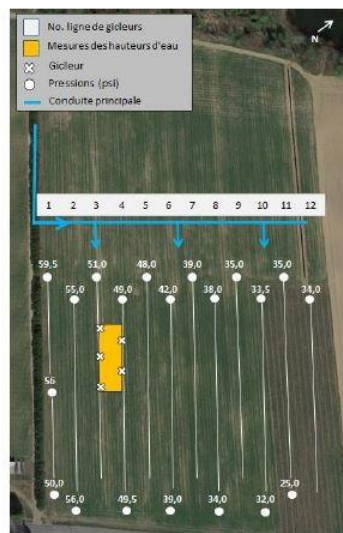 No. ligne de gicleurs
Mesures des hauteurs d'eau
Gicleur
Pressions (psi)
Conduite principale
N
1 2 3 4 5 6 7 8 9 10 11 12
59,5 51,0 48,0 39,0 35,0 35,0
55,0 49,0 42,0 38,0 33,5 34,0
56
50,0 25,0
56,0 49,5 39,0 34,0 32,0